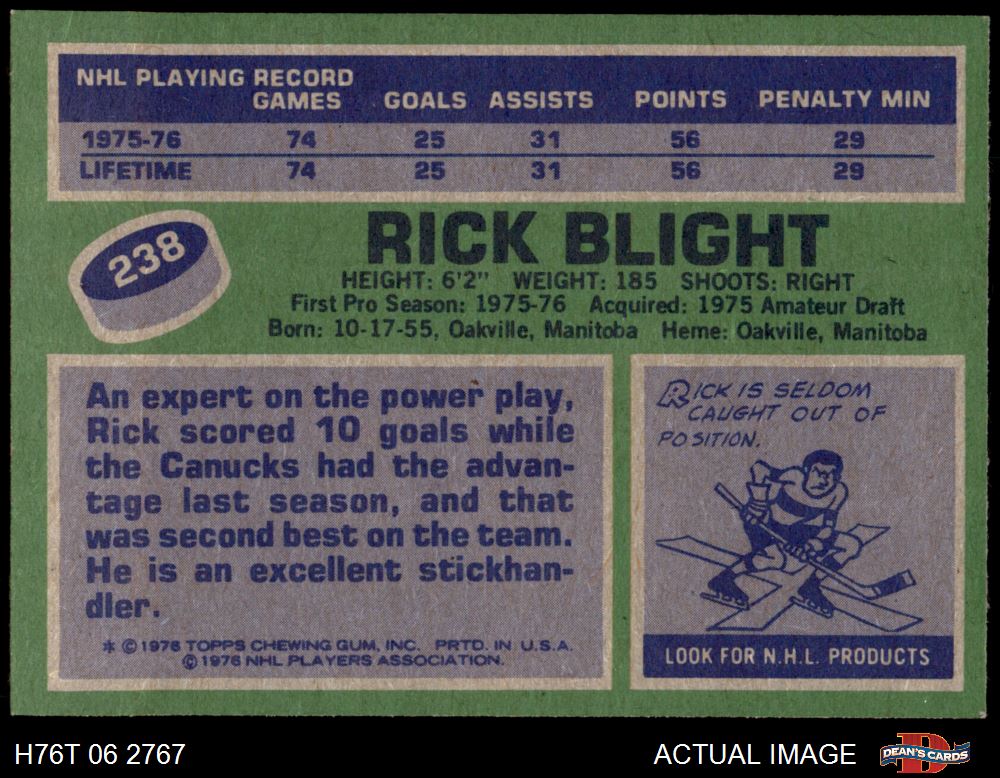 NHL PLAYING RECORD
GAMES GOALS ASSISTS POINTS PENALTY MIN
1975-76 74 25 31 56 29
LIFETIME 74 25 31 56 29
238
RICK BLIGHT
HEIGHT: 6'2" WEIGHT: 185 SHOOTS: RIGHT
First Pro Season: 1975-76 Acquired: 1975 Amateur Draft
Born: 10-17-55, Oakville, Manitoba Heme: Oakville, Manitoba
An expert on the power play,
Rick scored 10 goals while
the Canucks had the advan-
tage last season, and that
was second best on the team.
He is an excellent stickhan-
dler.
* © 1976 TOPPS CHEWING GUM, INC. PRTD. IN U.S.A.
© 1976 NHL PLAYERS ASSOCIATION.
RICK IS SELDOM
CAUGHT OUT OF
POSITION.
LOOK FOR N.H.L. PRODUCTS
H76T 06 2767
ACTUAL IMAGE
DEAN'S CARDS